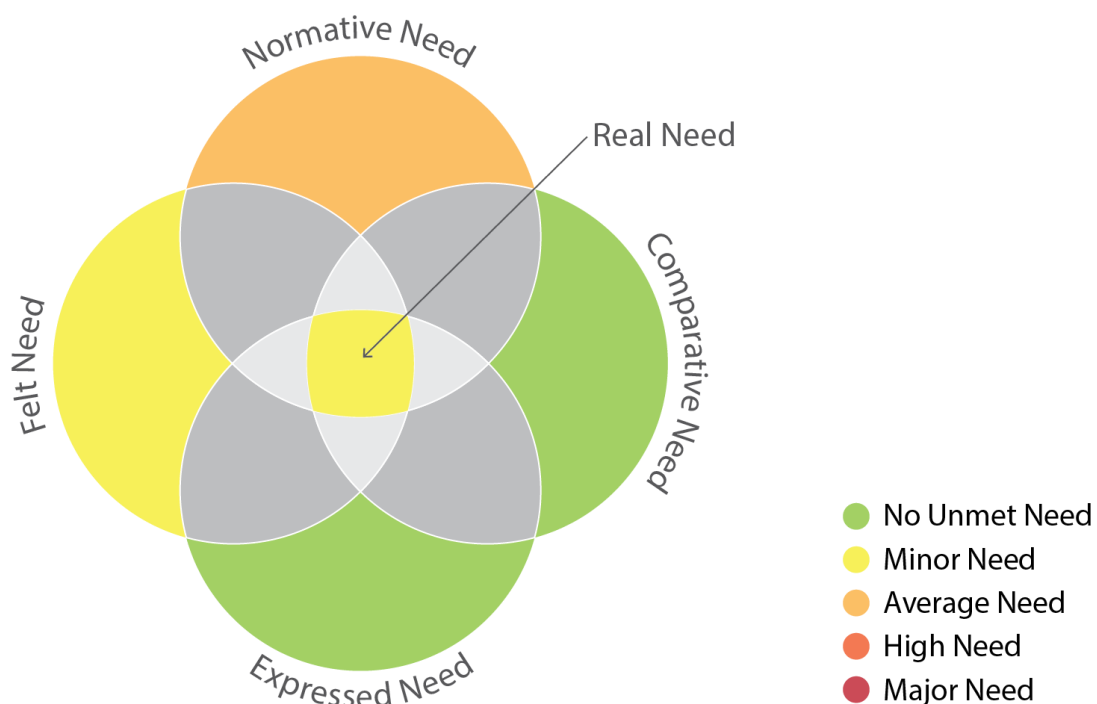 Normative Need
Real Need
Comparative Need
Felt Need
Expressed Need
No Unmet Need
Minor Need
Average Need
High Need
Major Need